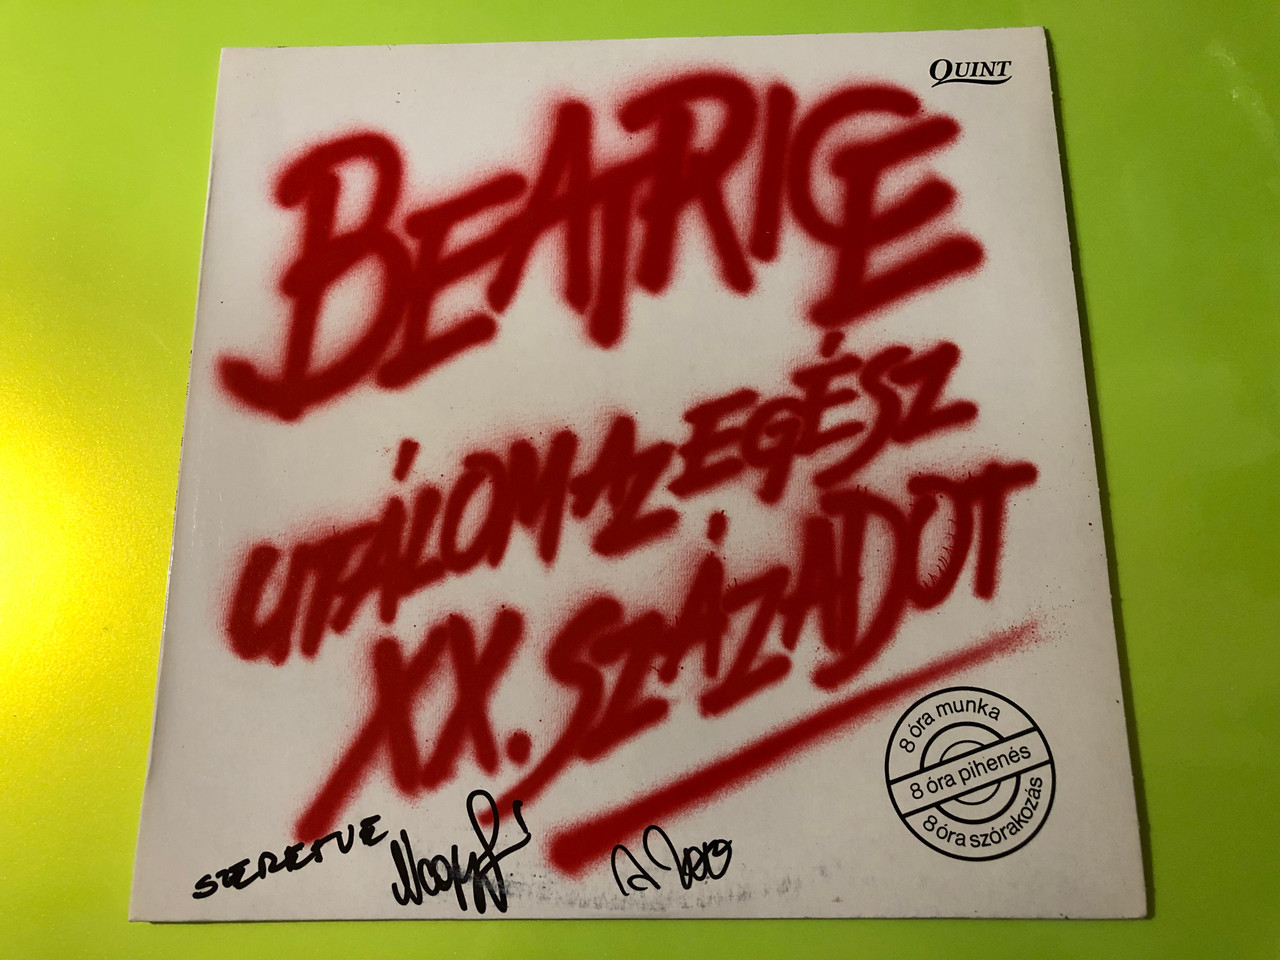 QUINT
BEATRICE
UTÁLOM AZ EGÉSZ
XX. SZÁZADOT
8 óra munka
8 óra pihenés
8 óra szórakozás
SZERETVE